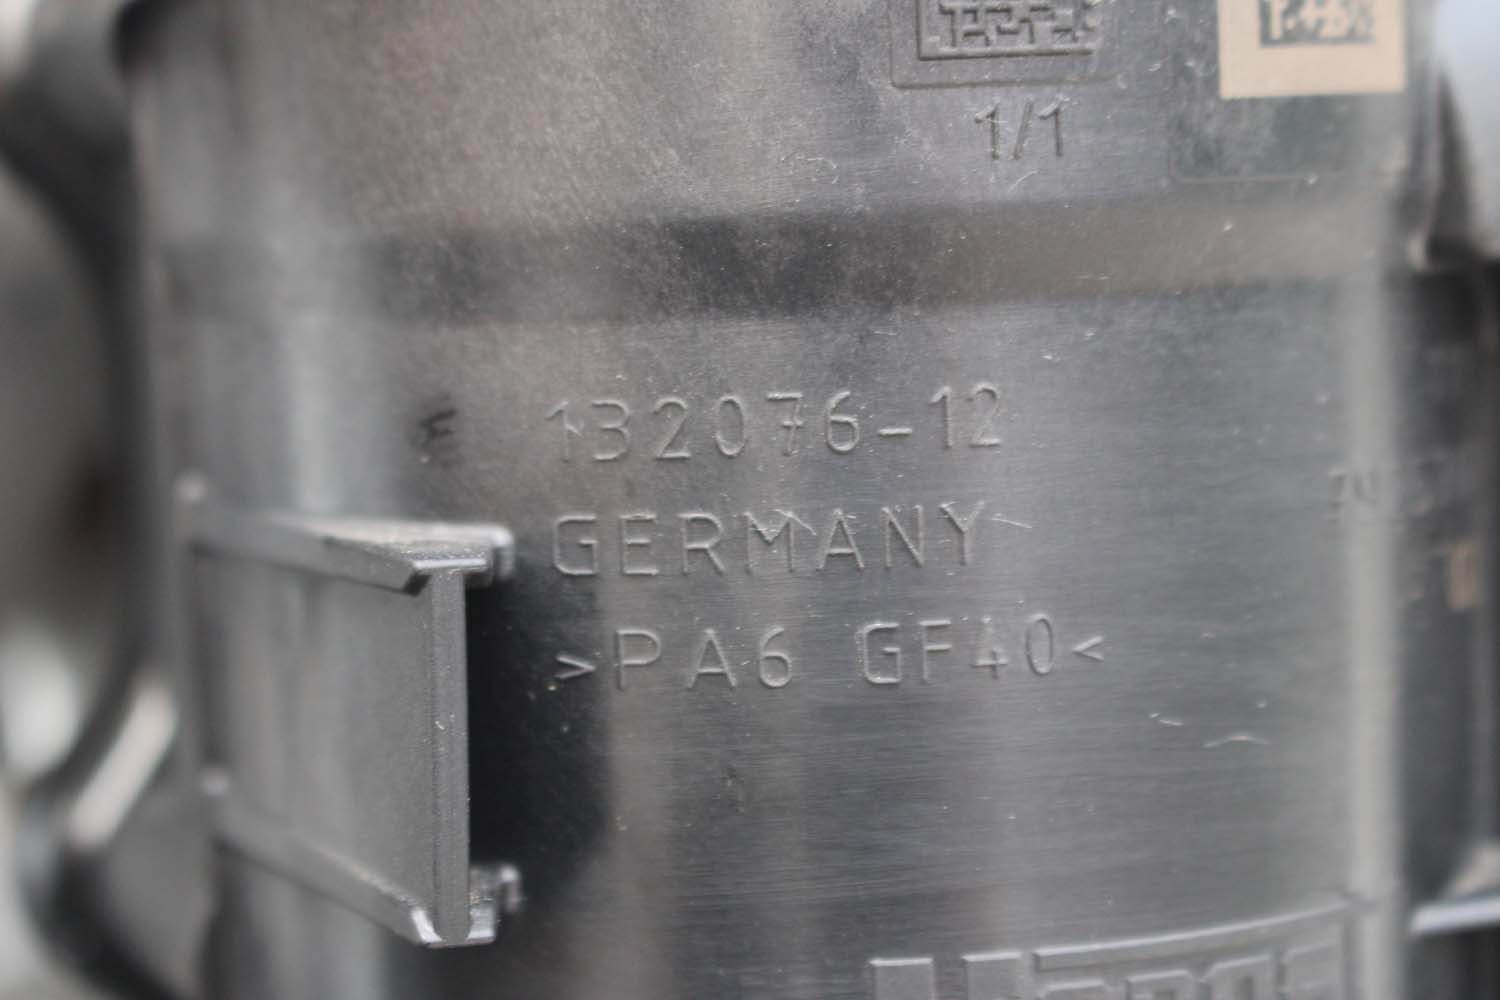 1/1
132076-12
GERMANY
>PA6 GF40<